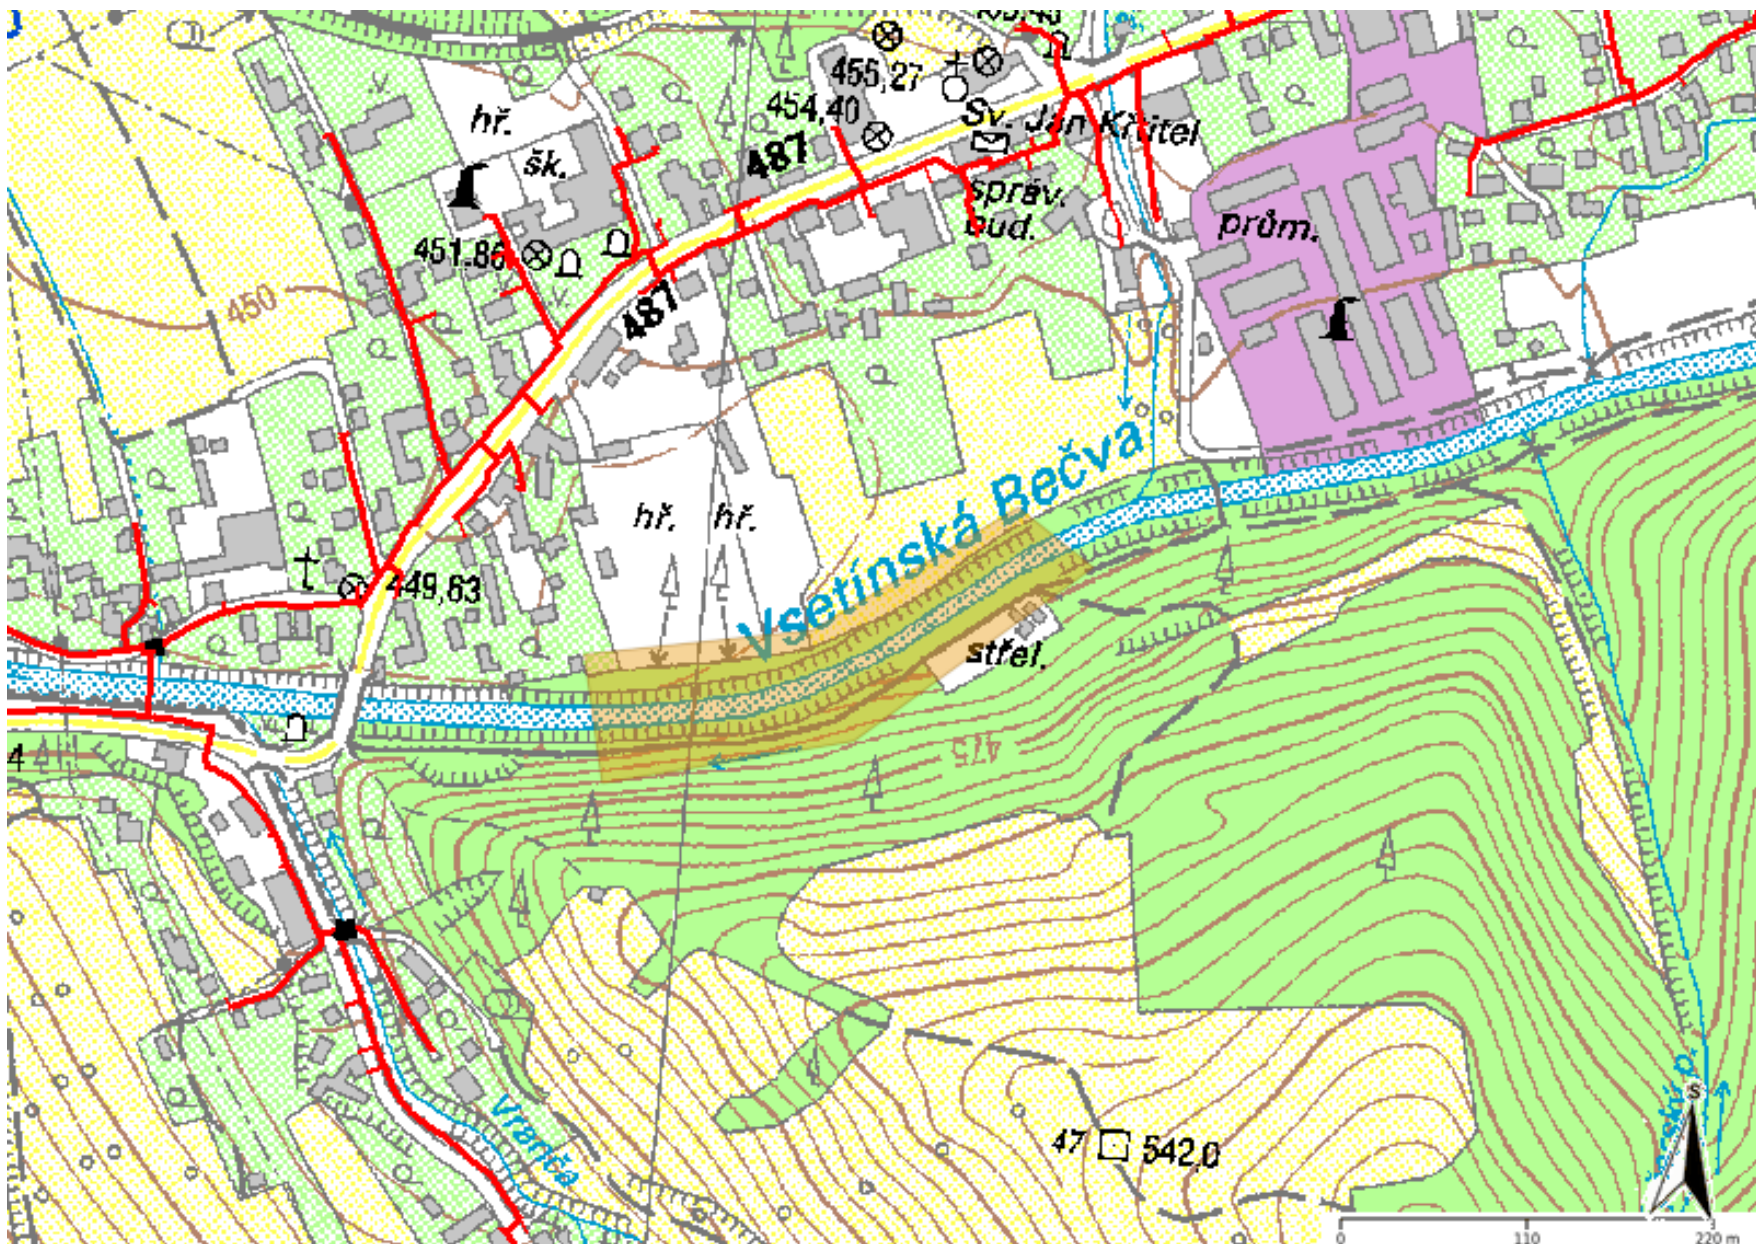 455,27
454,40
hř.
487
Sv. Jan Křtitel
šk.
správ.
bud.
prům.
451.86
450
487
Vsetínská Bečva
hř.
hř.
449,63
střel.
475
4
Vranča
47
542,0
S
0
110
220 m